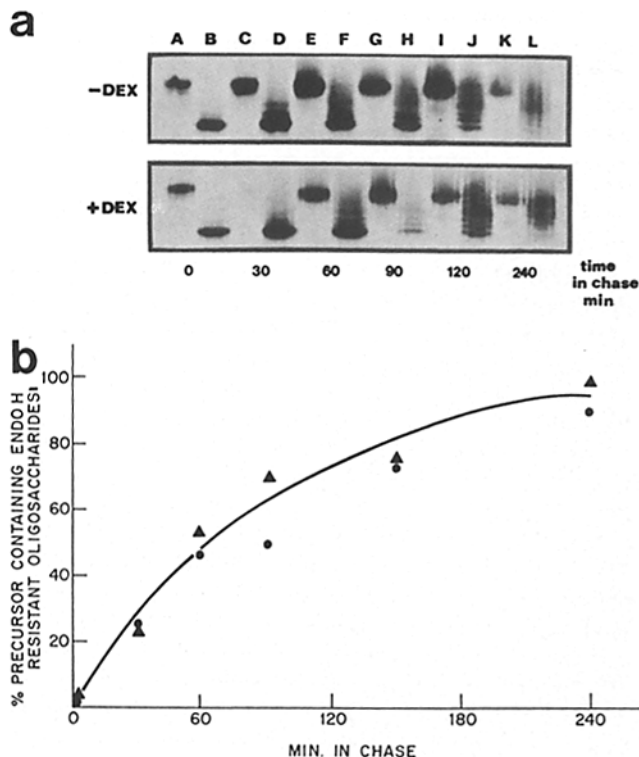 a
A B C D E F G H I J K L
−DEX
+DEX
0 30 60 90 120 240
time
in chase
min
b
% PRECURSOR CONTAINING ENDO H
RESISTANT OLIGOSACCHARIDES
100
80
60
40
20
0 60 120 180 240
MIN. IN CHASE